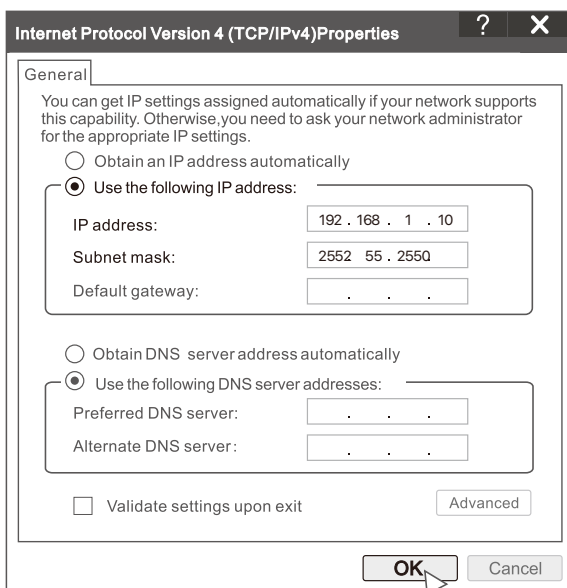 Internet Protocol Version 4 (TCP/IPv4)Properties ? X
General
You can get IP settings assigned automatically if your network supports
this capability. Otherwise,you need to ask your network administrator
for the appropriate IP settings.
Obtain an IP address automatically
Use the following IP address:
IP address: 192 . 168 . 1 . 10
Subnet mask: 2552 55 . 2550
Default gateway: . . .
Obtain DNS server address automatically
Use the following DNS server addresses:
Preferred DNS server: . . .
Alternate DNS server: . . .
Validate settings upon exit Advanced
OK Cancel